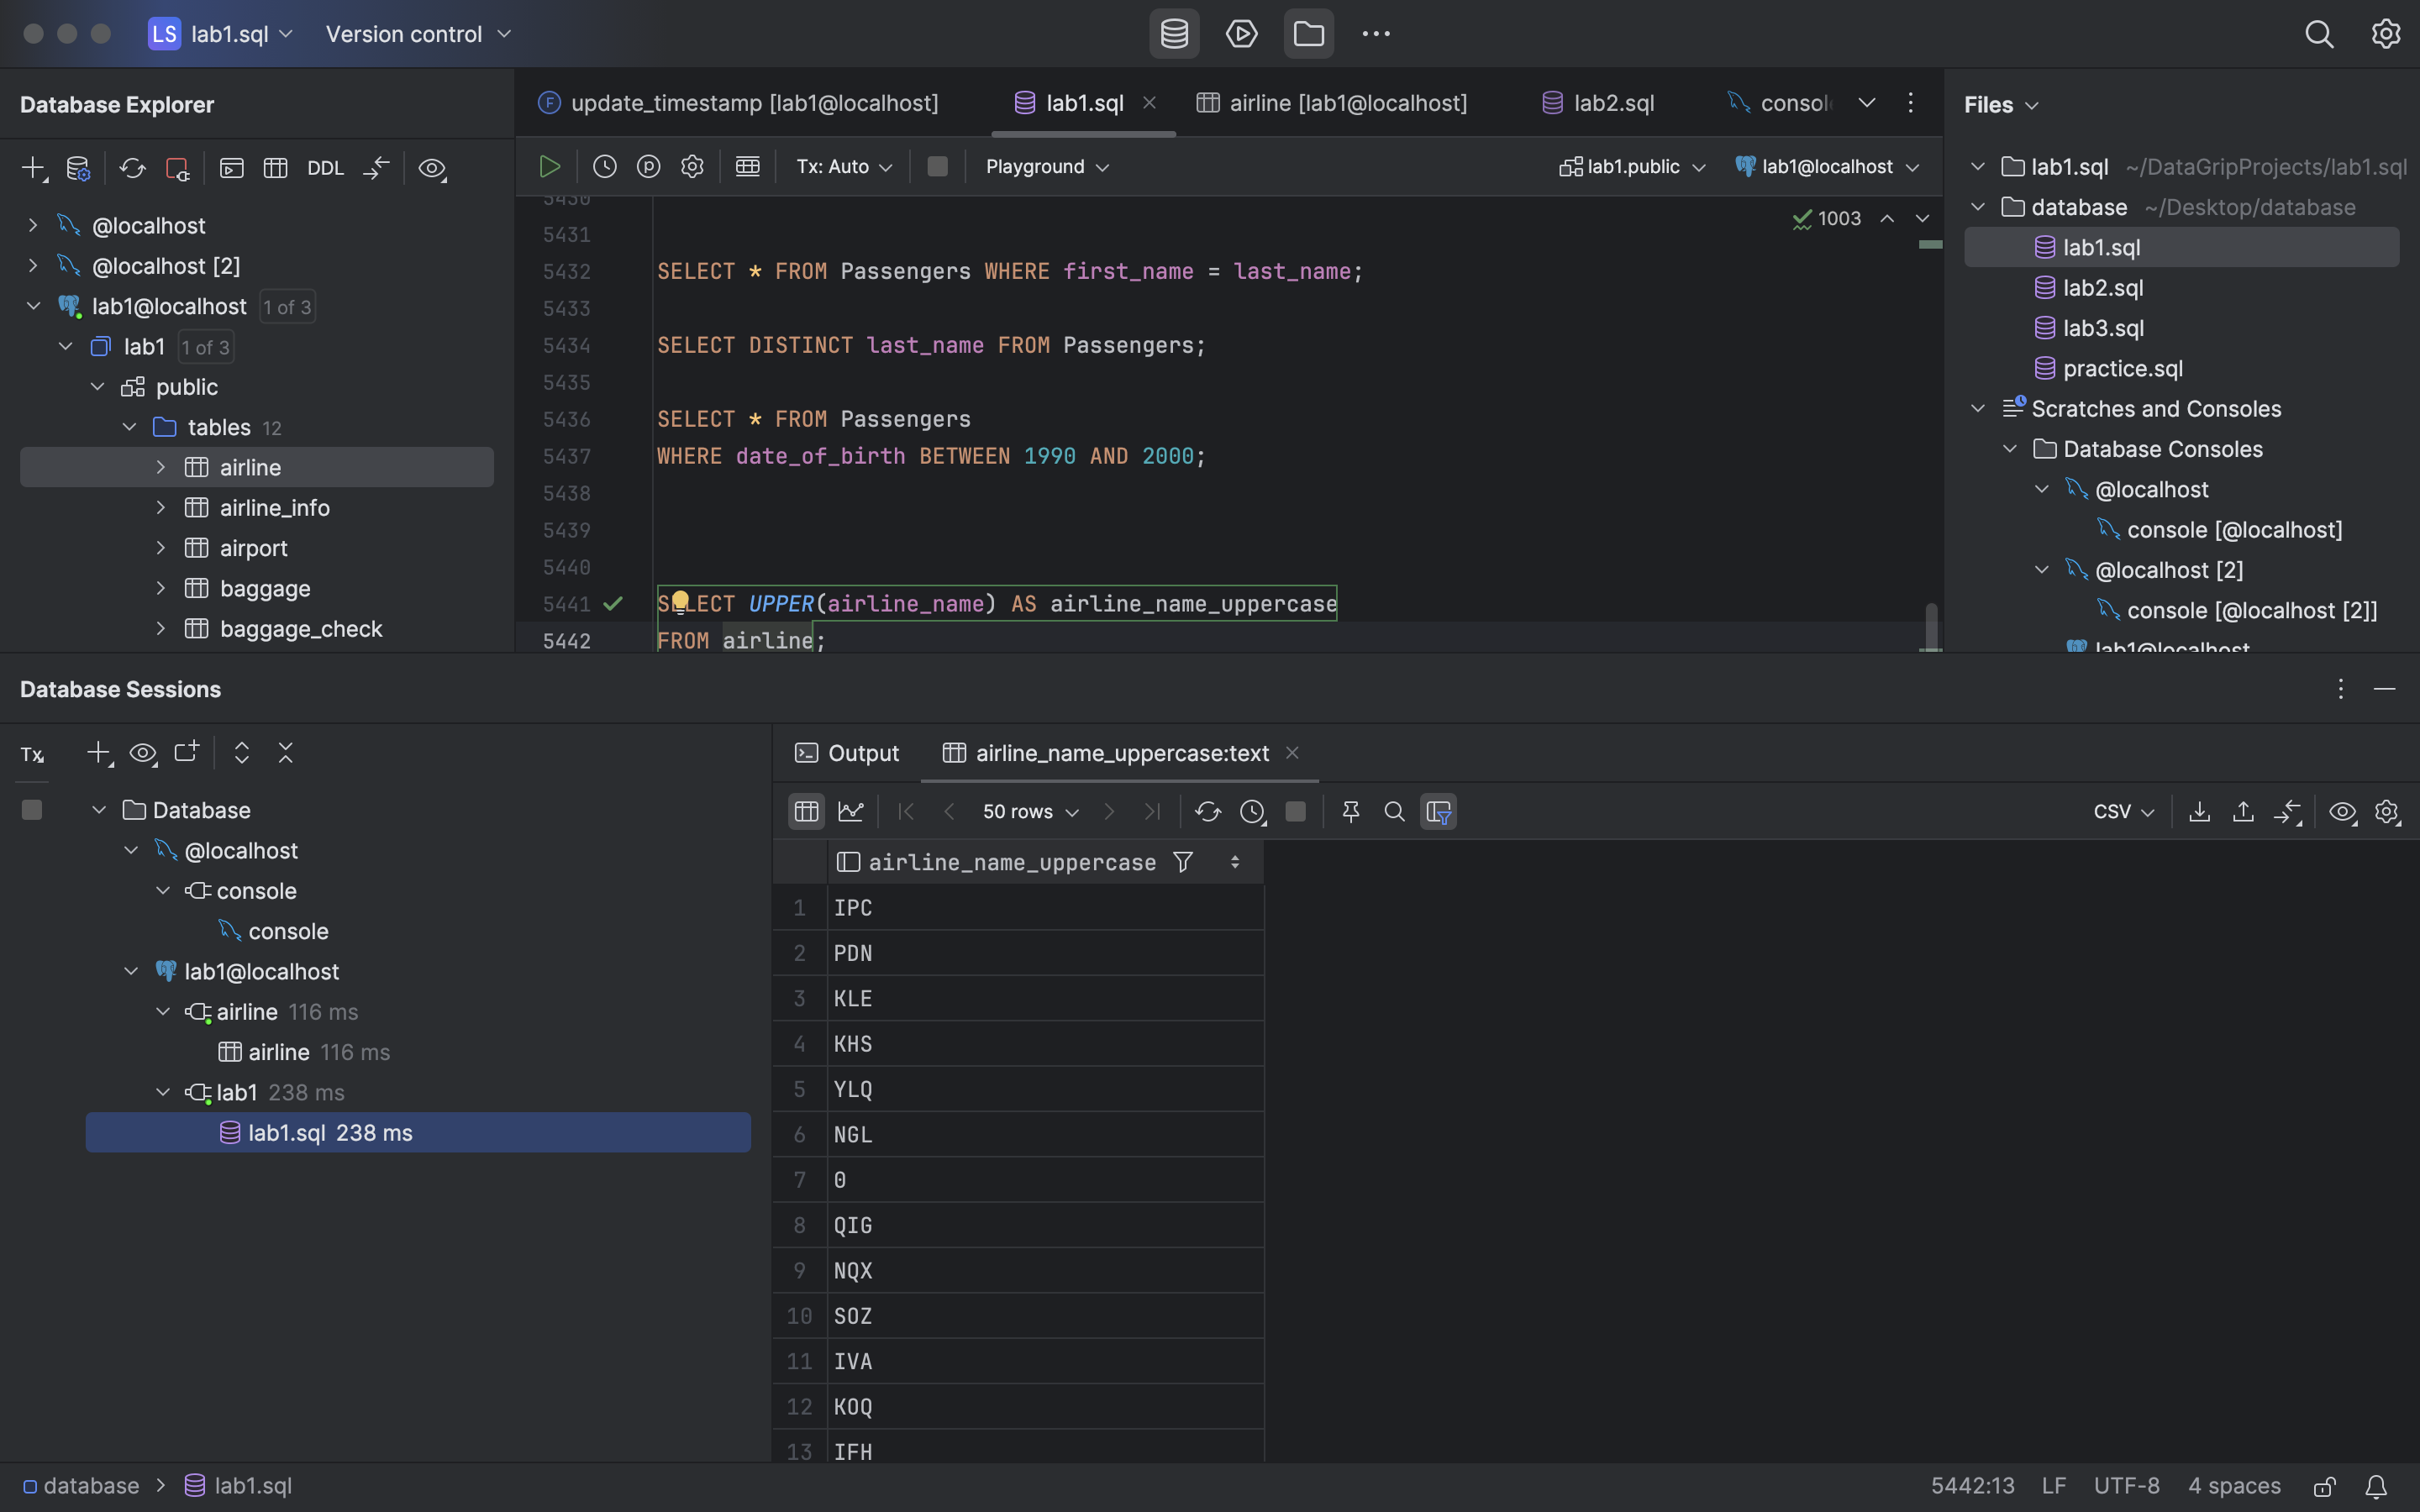 LS lab1.sql Version control
Database Explorer
DDL
@localhost
@localhost [2]
lab1@localhost 1 of 3
lab1 1 of 3
public
tables 12
airline
airline_info
airport
baggage
baggage_check
update_timestamp [lab1@localhost] lab1.sql airline [lab1@localhost] lab2.sql consol
Tx: Auto Playground lab1.public lab1@localhost
1003
5430
5431
5432 SELECT * FROM Passengers WHERE first_name = last_name;
5433
5434 SELECT DISTINCT last_name FROM Passengers;
5435
5436 SELECT * FROM Passengers
5437 WHERE date_of_birth BETWEEN 1990 AND 2000;
5438
5439
5440
5441 SELECT UPPER(airline_name) AS airline_name_uppercase
5442 FROM airline;
Files
lab1.sql ~/DataGripProjects/lab1.sql
database ~/Desktop/database
lab1.sql
lab2.sql
lab3.sql
practice.sql
Scratches and Consoles
Database Consoles
@localhost
console [@localhost]
@localhost [2]
console [@localhost [2]]
lab1@localhost
Database Sessions
Tx
Database
@localhost
console
console
lab1@localhost
airline 116 ms
airline 116 ms
lab1 238 ms
lab1.sql 238 ms
Output airline_name_uppercase:text
50 rows CSV
airline_name_uppercase
1 IPC
2 PDN
3 KLE
4 KHS
5 YLQ
6 NGL
7 0
8 QIG
9 NQX
10 SOZ
11 IVA
12 KOQ
13 IFH
database lab1.sql 5442:13 LF UTF-8 4 spaces